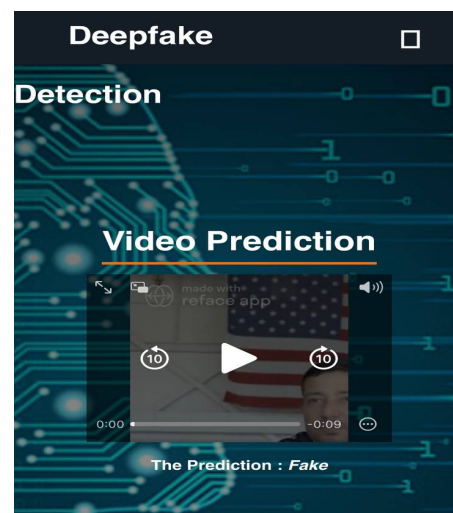 Deepfake
Detection
Video Prediction
made with
reface app
10
10
0:00
-0:09
The Prediction : Fake